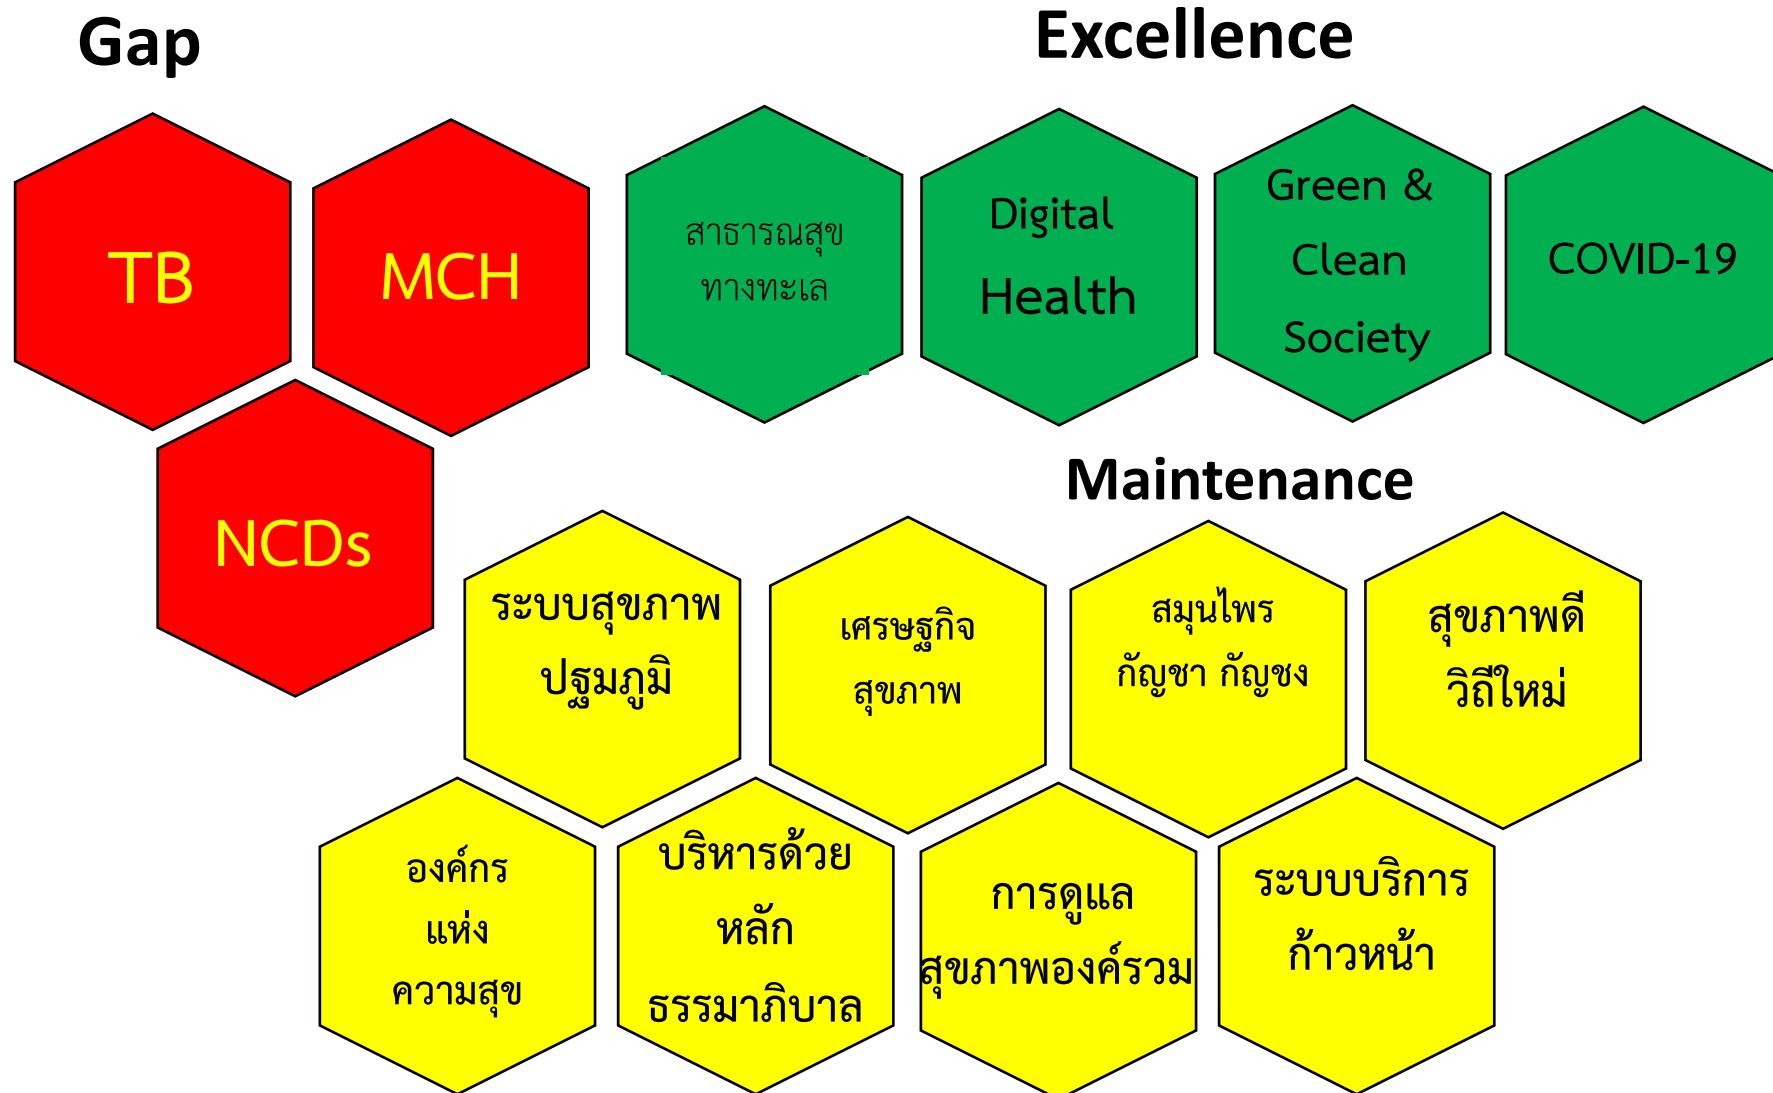 Gap
Excellence
TB
MCH
NCDs
สาธารณสุข
ทางทะเล
Digital
Health
Green &
Clean
Society
COVID-19
Maintenance
ระบบสุขภาพ
ปฐมภูมิ
เศรษฐกิจ
สุขภาพ
สมุนไพร
กัญชา กัญชง
สุขภาพดี
วิถีใหม่
องค์กร
แห่ง
ความสุข
บริหารด้วย
หลัก
ธรรมาภิบาล
การดูแล
สุขภาพองค์รวม
ระบบบริการ
ก้าวหน้า